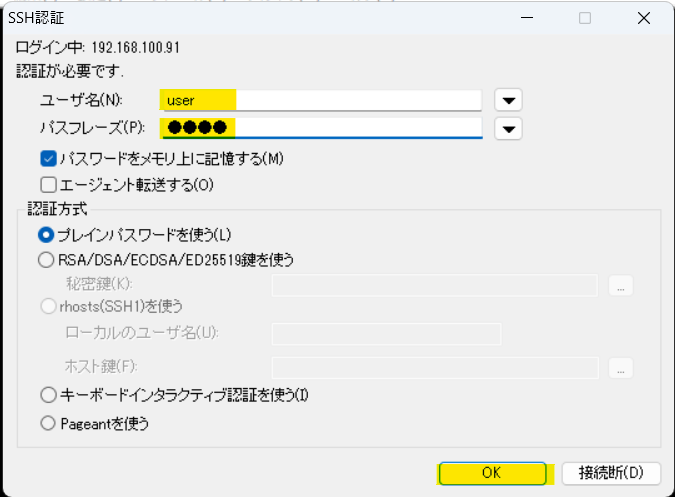 SSH認証
ログイン中: 192.168.100.91
認証が必要です.
ユーザ名(N): user
パスフレーズ(P): ●●●●
パスワードをメモリ上に記憶する(M)
エージェント転送する(O)
認証方式
プレインパスワードを使う(L)
RSA/DSA/ECDSA/ED25519鍵を使う
秘密鍵(K): ...
rhosts(SSH1)を使う
ローカルのユーザ名(U):
ホスト鍵(F): ...
キーボードインタラクティブ認証を使う(I)
Pageantを使う
OK 接続断(D)